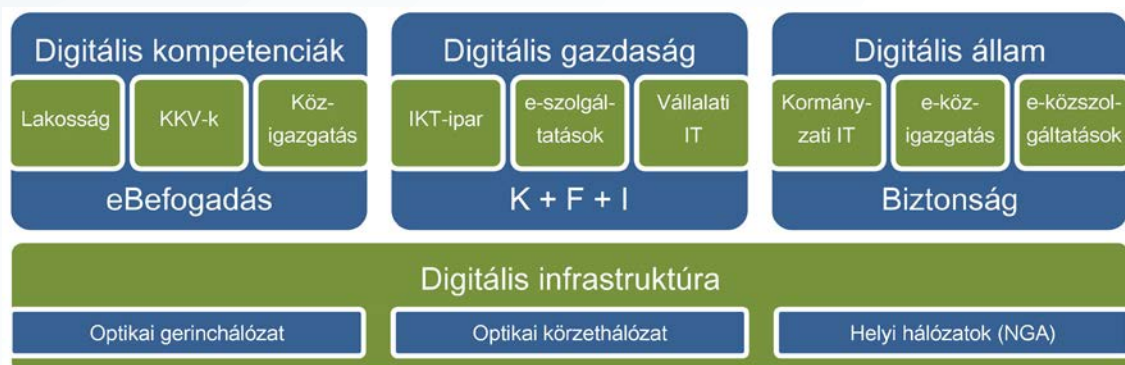 Digitális kompetenciák
Lakosság
KKV-k
Köz-
igazgatás
eBefogadás
Digitális gazdaság
IKT-ipar
e-szolgál-
tatások
Vállalati
IT
K + F + I
Digitális állam
Kormány-
zati IT
e-köz-
igazgatás
e-közszol-
gáltatások
Biztonság
Digitális infrastruktúra
Optikai gerinchálózat
Optikai körzethálózat
Helyi hálózatok (NGA)